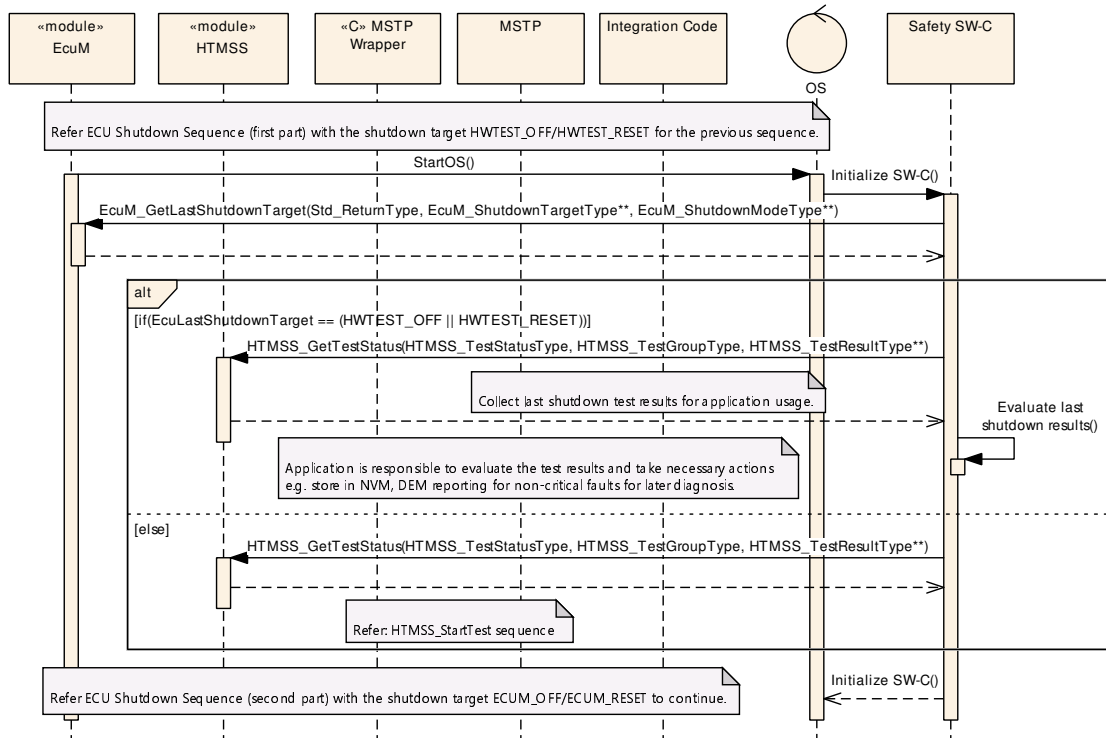 «module»
EcuM
«module»
HTMSS
«C» MSTP
Wrapper
MSTP
Integration Code
OS
Safety SW-C
Refer ECU Shutdown Sequence (first part) with the shutdown target HWTEST_OFF/HWTEST_RESET for the previous sequence.
StartOS()
Initialize SW-C()
EcuM_GetLastShutdownTarget(Std_ReturnType, EcuM_ShutdownTargetType**, EcuM_ShutdownModeType**)
alt
[if(EcuLastShutdownTarget == (HWTEST_OFF || HWTEST_RESET))]
HTMSS_GetTestStatus(HTMSS_TestStatusType, HTMSS_TestGroupType, HTMSS_TestResultType**)
Collect last shutdown test results for application usage.
Evaluate last
shutdown results()
Application is responsible to evaluate the test results and take necessary actions
e.g. store in NVM, DEM reporting for non-critical faults for later diagnosis.
[else]
HTMSS_GetTestStatus(HTMSS_TestStatusType, HTMSS_TestGroupType, HTMSS_TestResultType**)
Refer: HTMSS_StartTest sequence
Initialize SW-C()
Refer ECU Shutdown Sequence (second part) with the shutdown target ECUM_OFF/ECUM_RESET to continue.